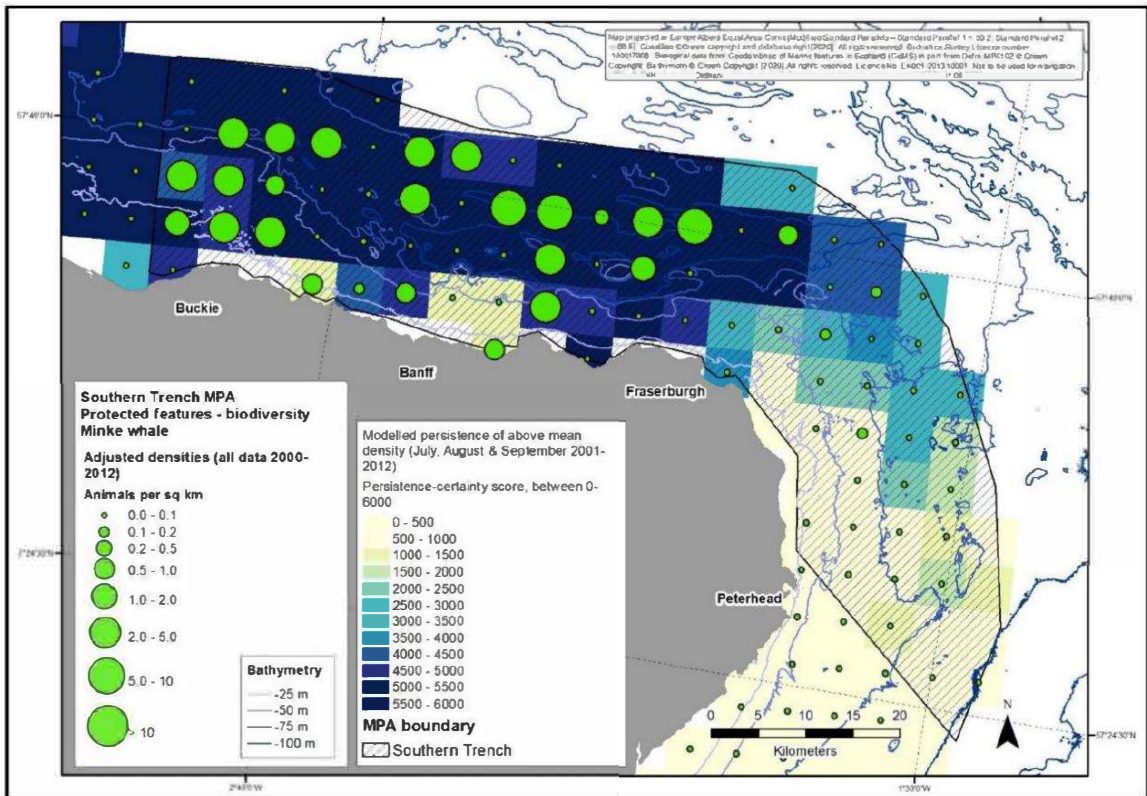 57°49'0"N
57°49'0"N
Buckie
Banff
Fraserburgh
Peterhead
Southern Trench MPA
Protected features - biodiversity
Minke whale
Adjusted densities (all data 2000-
2012)
Animals per sq km
0.0 - 0.1
0.1 - 0.2
0.2 - 0.5
0.5 - 1.0
1.0 - 2.0
2.0 - 5.0
5.0 - 10
> 10
Bathymetry
-25 m
-50 m
-75 m
-100 m
Modelled persistence of above mean
density (July, August & September 2001-
2012)
Persistence-certainty score, between 0-
6000
0 - 500
500 - 1000
1000 - 1500
1500 - 2000
2000 - 2500
2500 - 3000
3000 - 3500
3500 - 4000
4000 - 4500
4500 - 5000
5000 - 5500
5500 - 6000
MPA boundary
Southern Trench
0 5 10 15 20
Kilometers
N
57°24'30"N
1°30'0"W